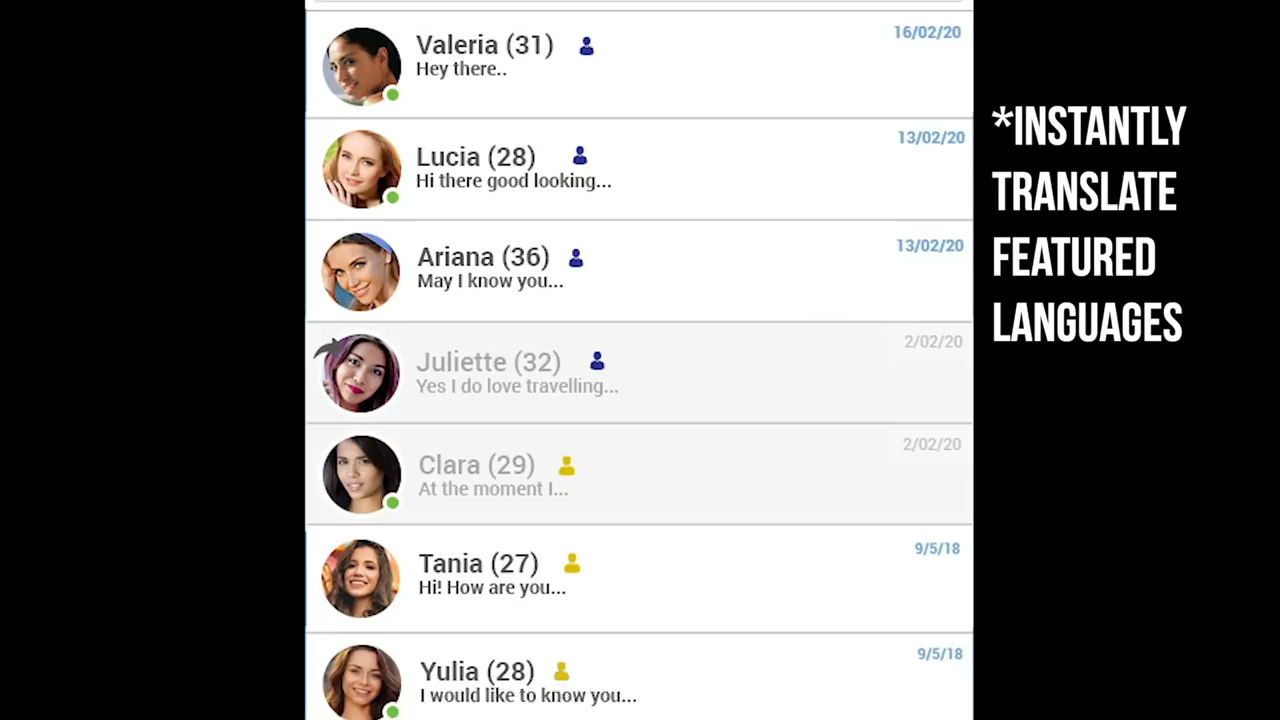 Valeria (31)
16/02/20
Hey there..
Lucia (28)
13/02/20
Hi there good looking...
Ariana (36)
13/02/20
May I know you...
Juliette (32)
2/02/20
Yes I do love travelling...
Clara (29)
2/02/20
At the moment I...
Tania (27)
9/5/18
Hi! How are you...
Yulia (28)
9/5/18
I would like to know you...
*INSTANTLY
TRANSLATE
FEATURED
LANGUAGES